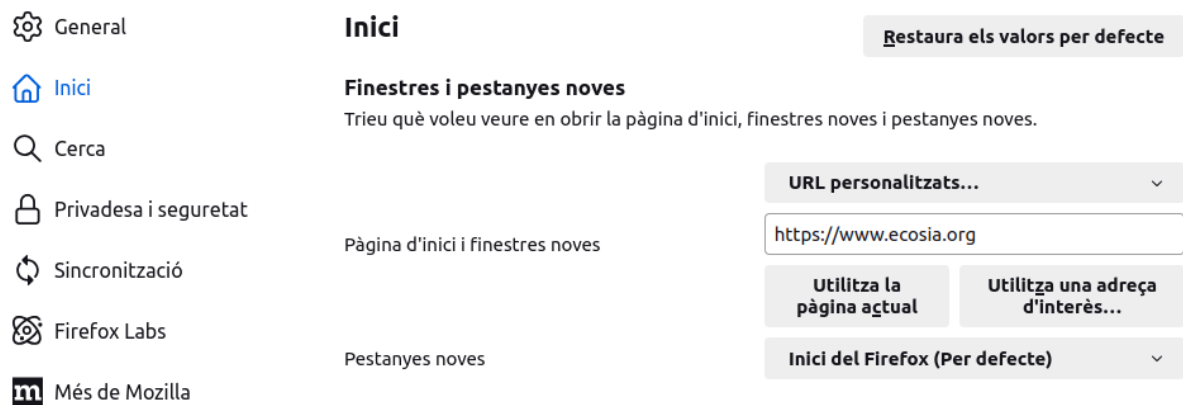 General
Inici
Cerca
Privadesa i seguretat
Sincronització
Firefox Labs
m Més de Mozilla
Inici
Restaura els valors per defecte
Finestres i pestanyes noves
Trieu què voleu veure en obrir la pàgina d'inici, finestres noves i pestanyes noves.
URL personalitzats...
Pàgina d'inici i finestres noves
https://www.ecosia.org
Utilitza la
pàgina actual
Utilitza una adreça
d'interès...
Pestanyes noves
Inici del Firefox (Per defecte)